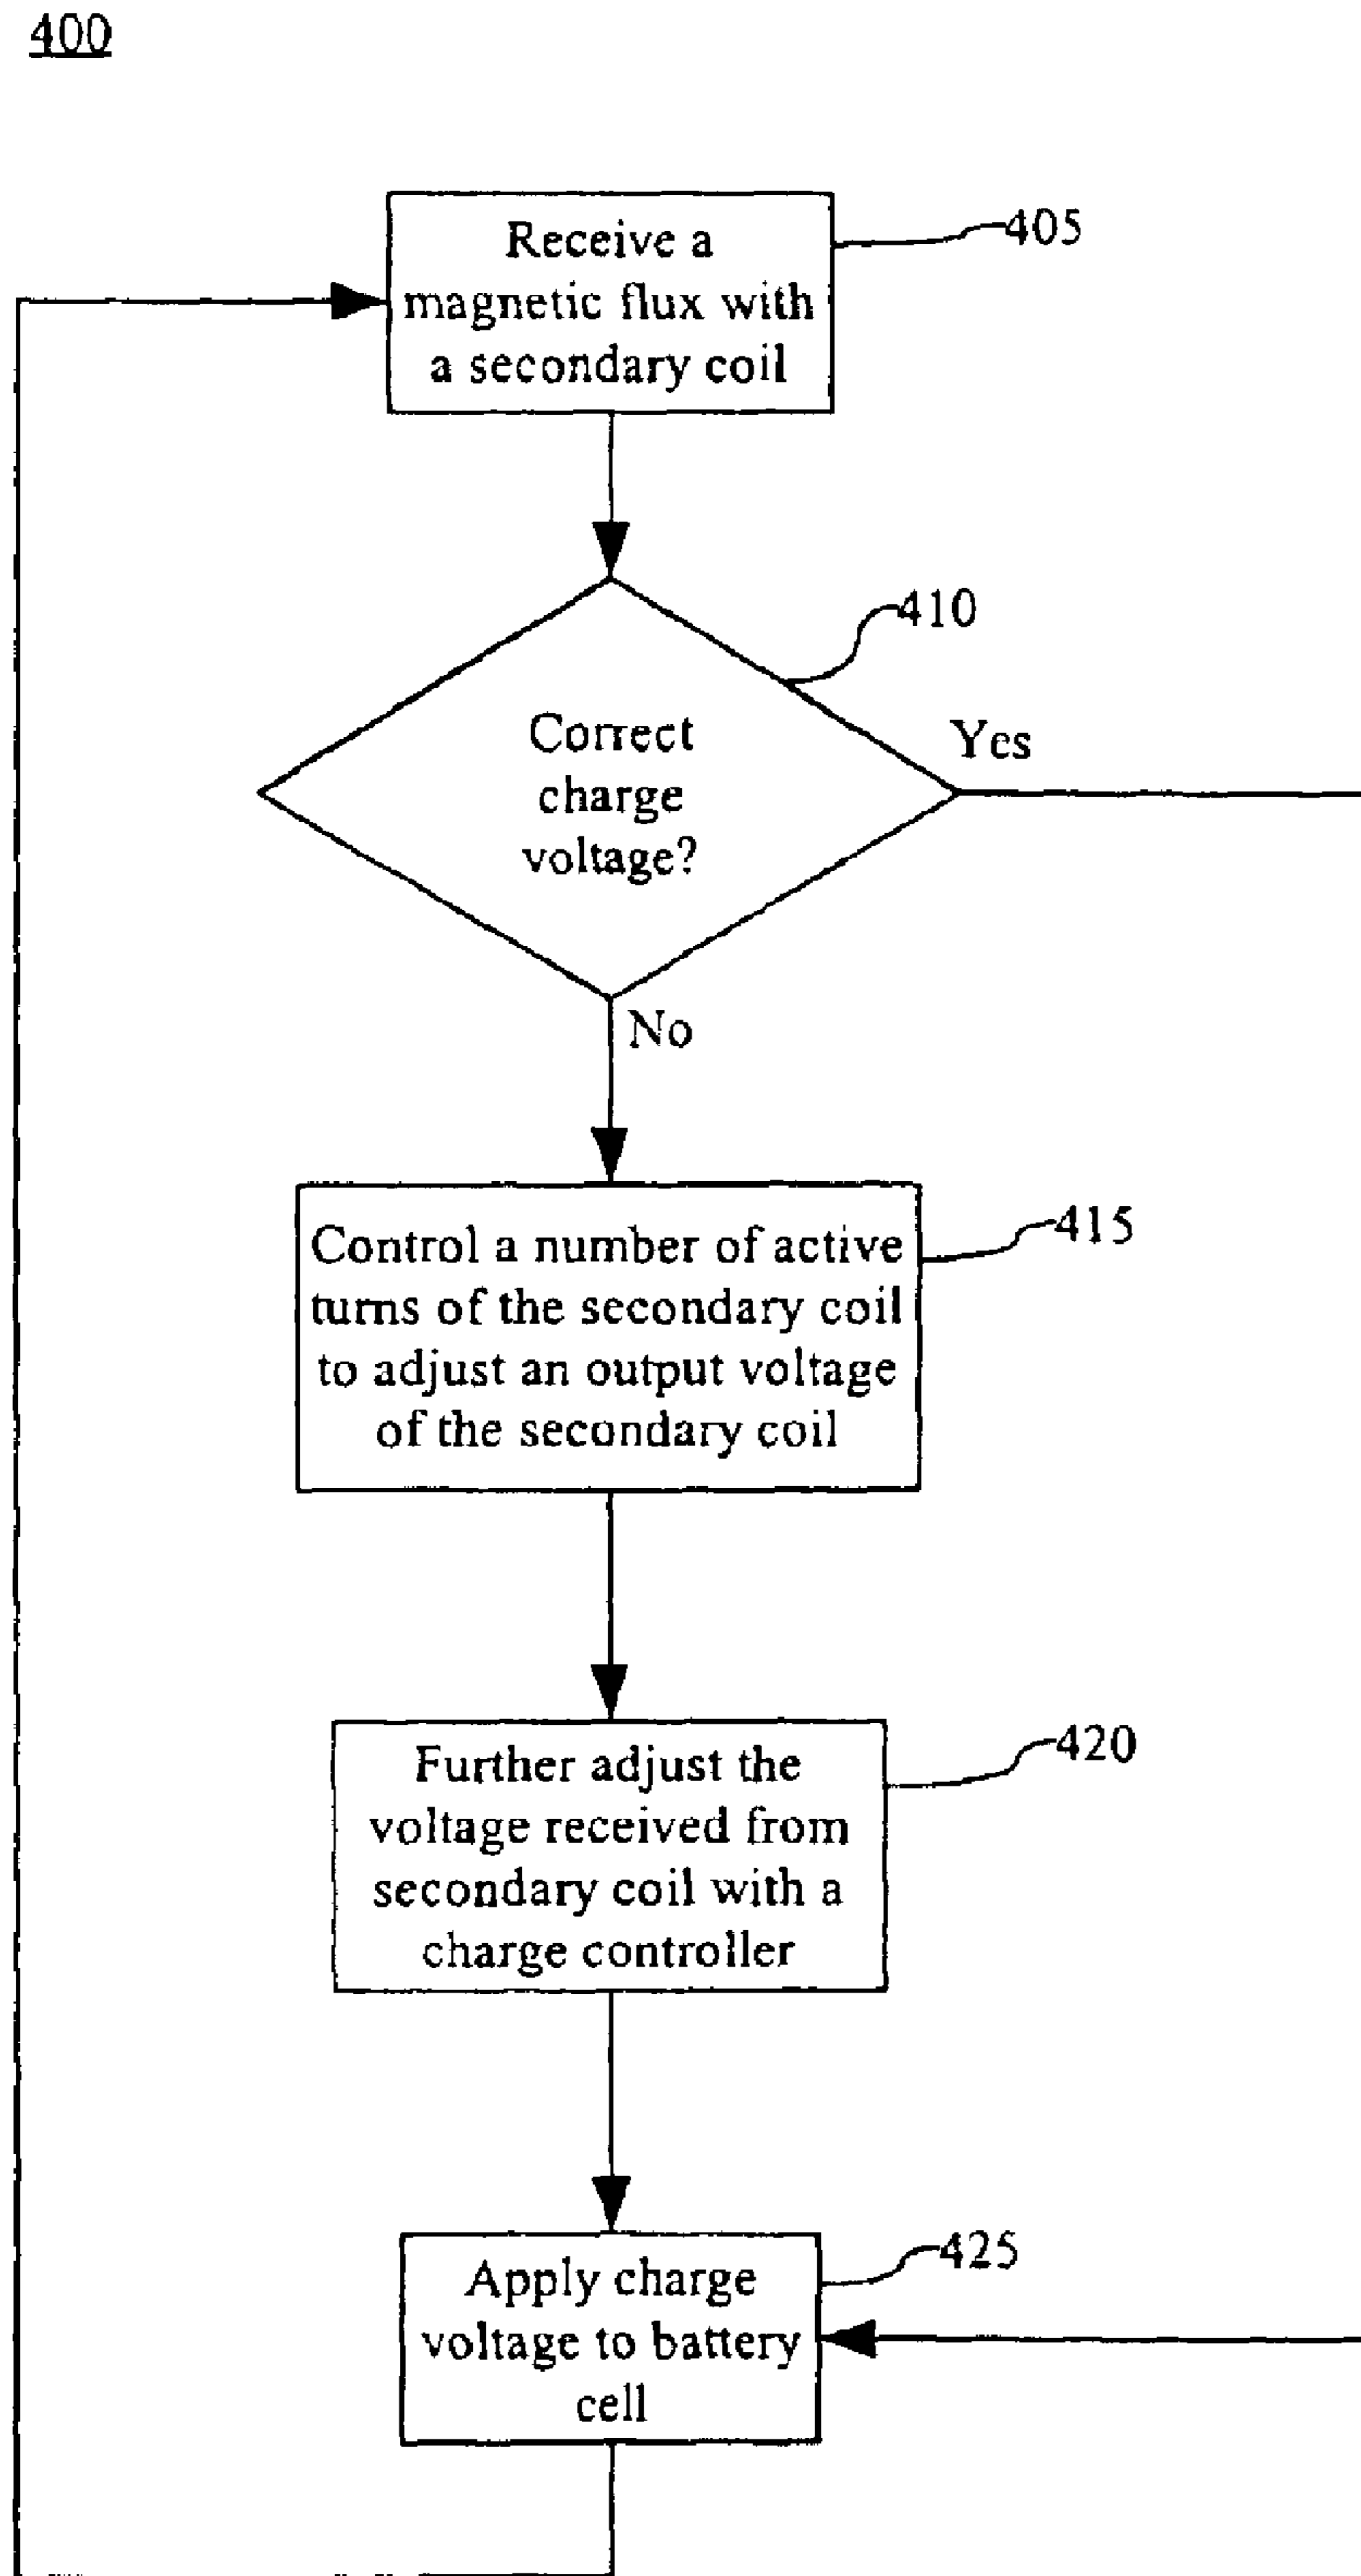 400
Receive a
magnetic flux with
a secondary coil
405
Correct
charge
voltage?
410
Yes
No
Control a number of active
turns of the secondary coil
to adjust an output voltage
of the secondary coil
415
Further adjust the
voltage received from
secondary coil with a
charge controller
420
Apply charge
voltage to battery
cell
425